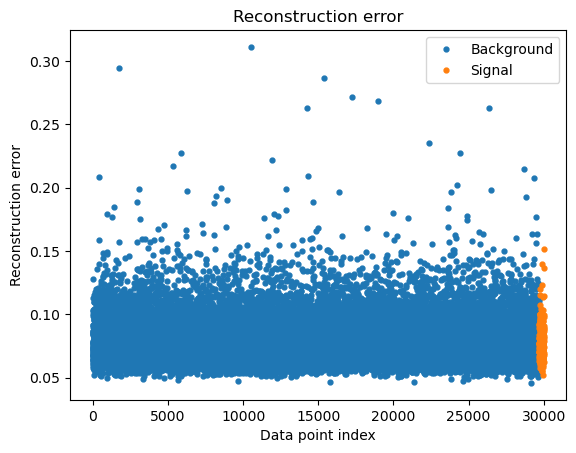 Reconstruction error
Background
Signal
Reconstruction error
0.30
0.25
0.20
0.15
0.10
0.05
0
5000
10000
15000
20000
25000
30000
Data point index